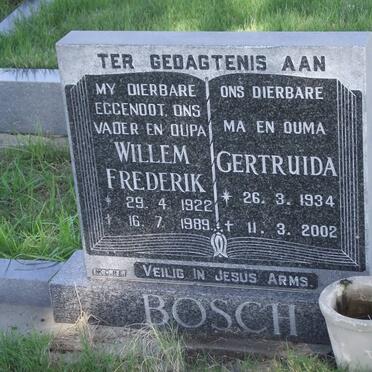 TER GEDAGTENIS AAN
MY DIERBARE
EGGENOOT, ONS
VADER EN OUPA
WILLEM
FREDERIK
* 29. 4. 1922
† 16. 7. 1989
ONS DIERBARE
MA EN OUMA
GERTRUIDA
* 26. 3. 1934
† 11. 3. 2002
VEILIG IN JESUS ARMS.
BOSCH